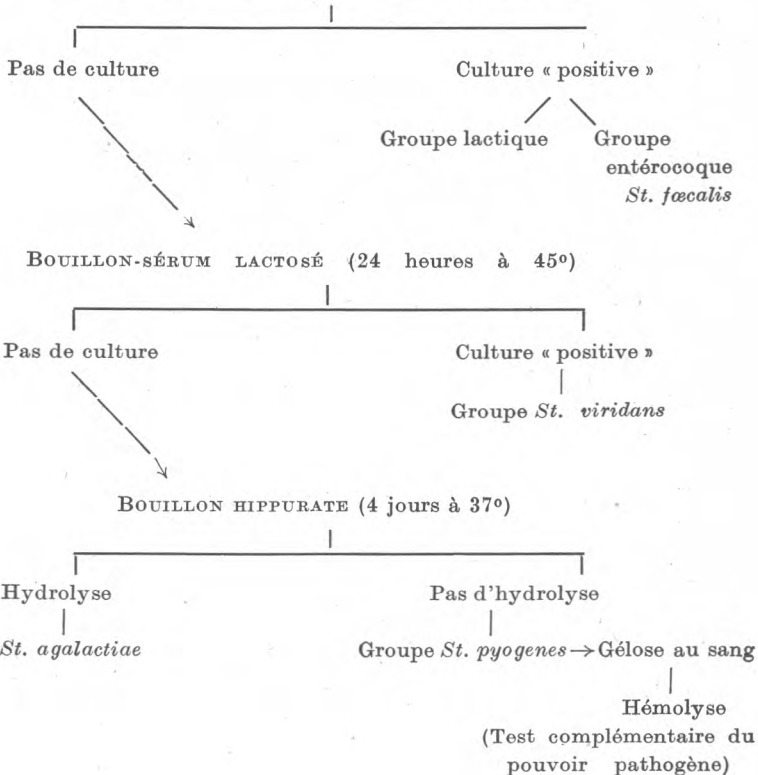 Pas de culture Culture « positive »
Groupe lactique Groupe
entérocoque
St. fœcalis
BOUILLON-SÉRUM LACTOSÉ (24 heures à 45º)
Pas de culture Culture « positive »
Groupe St. viridans
BOUILLON HIPPURATE (4 jours à 37º)
Hydrolyse Pas d'hydrolyse
St. agalactiae Groupe St. pyogenes → Gélose au sang
Hémolyse
(Test complémentaire du
pouvoir pathogène)